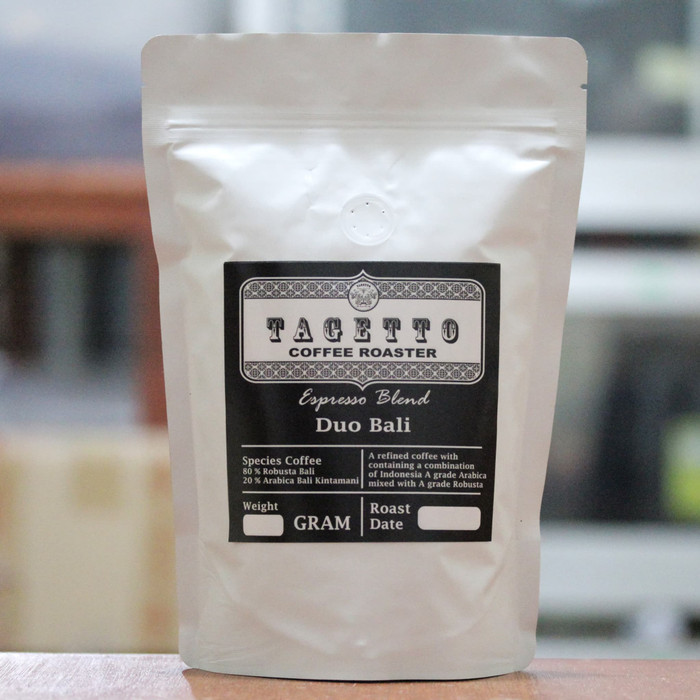 TAGETTO
COFFEE ROASTER
Espresso Blend
Duo Bali
Species Coffee
80 % Robusta Bali
20 % Arabica Bali Kintamani
A refined coffee with
containing a combination
of Indonesia A grade Arabica
mixed with A grade Robusta
Weight
GRAM
Roast
Date